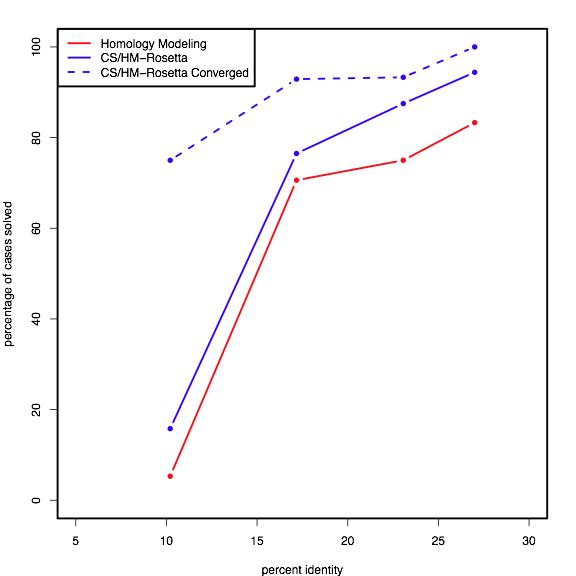 Homology Modeling
CS/HM−Rosetta
CS/HM−Rosetta Converged
percentage of cases solved
100
80
60
40
20
0
5 10 15 20 25 30
percent identity